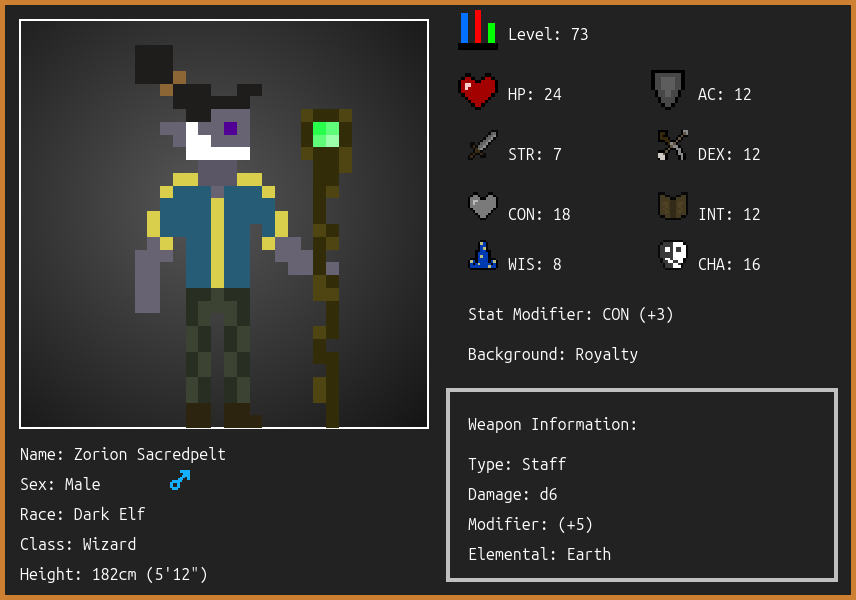 Level: 73
HP: 24
AC: 12
STR: 7
DEX: 12
CON: 18
INT: 12
WIS: 8
CHA: 16
Stat Modifier: CON (+3)
Background: Royalty
Weapon Information:
Type: Staff
Damage: d6
Modifier: (+5)
Elemental: Earth
Name: Zorion Sacredpelt
Sex: Male
Race: Dark Elf
Class: Wizard
Height: 182cm (5'12")